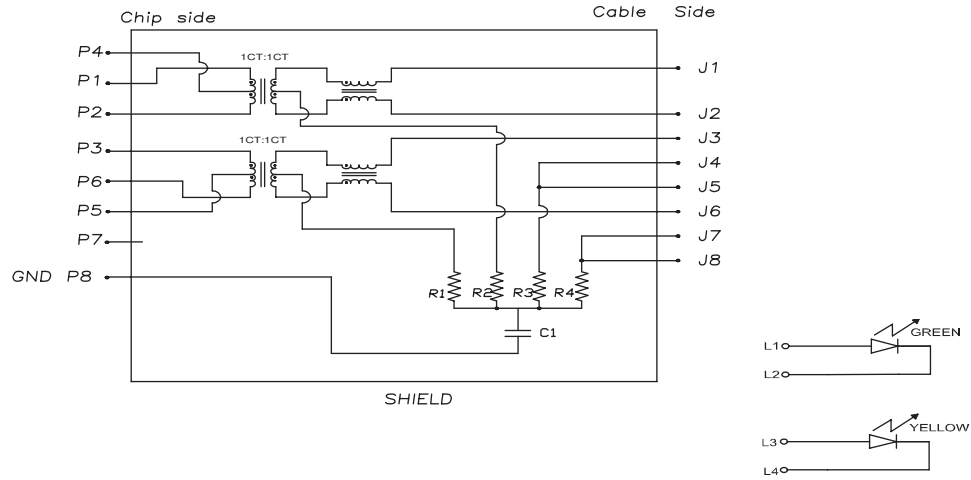 Chip side
Cable Side
P4
1CT:1CT
P1
J1
P2
J2
P3
1CT:1CT
J3
J4
P6
J5
P5
J6
P7
J7
J8
GND P8
R1
R2
R3
R4
C1
SHIELD
GREEN
L1
L2
YELLOW
L3
L4